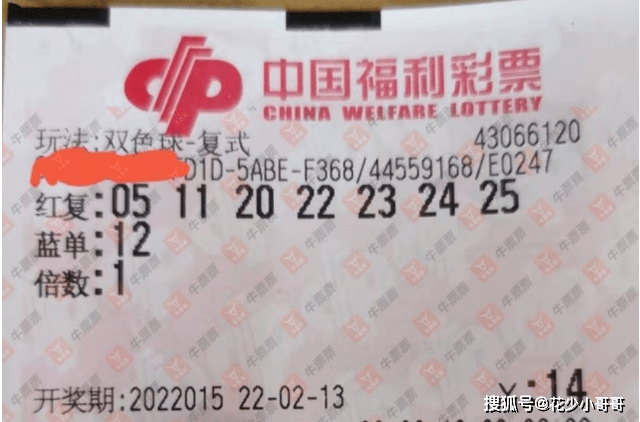 中国福利彩票
CHINA WELFARE LOTTERY
玩法:双色球-复式 43066120
D1D-5ABE-F368/44559168/E0247
红复:05 11 20 22 23 24 25
蓝单:12
倍数:1
开奖期:2022015 22-02-13 ¥:14
搜狐号@花少小哥哥